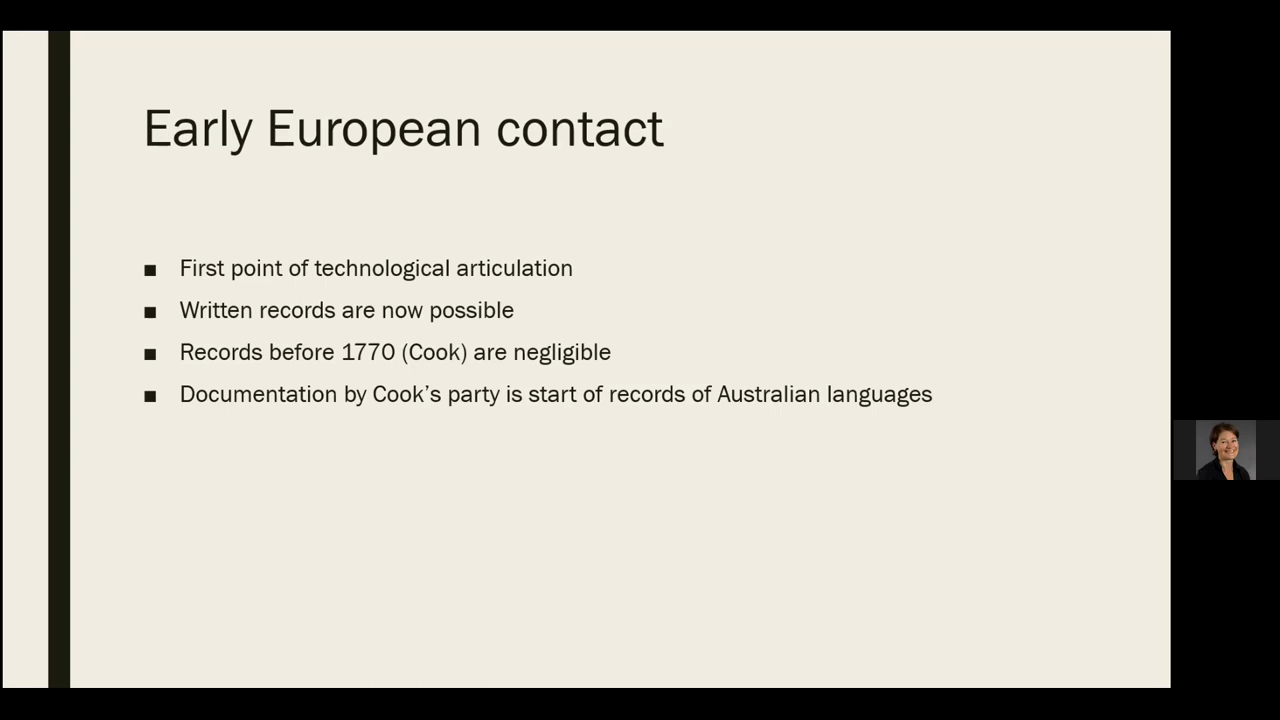 Early European contact
■ First point of technological articulation
■ Written records are now possible
■ Records before 1770 (Cook) are negligible
■ Documentation by Cook’s party is start of records of Australian languages